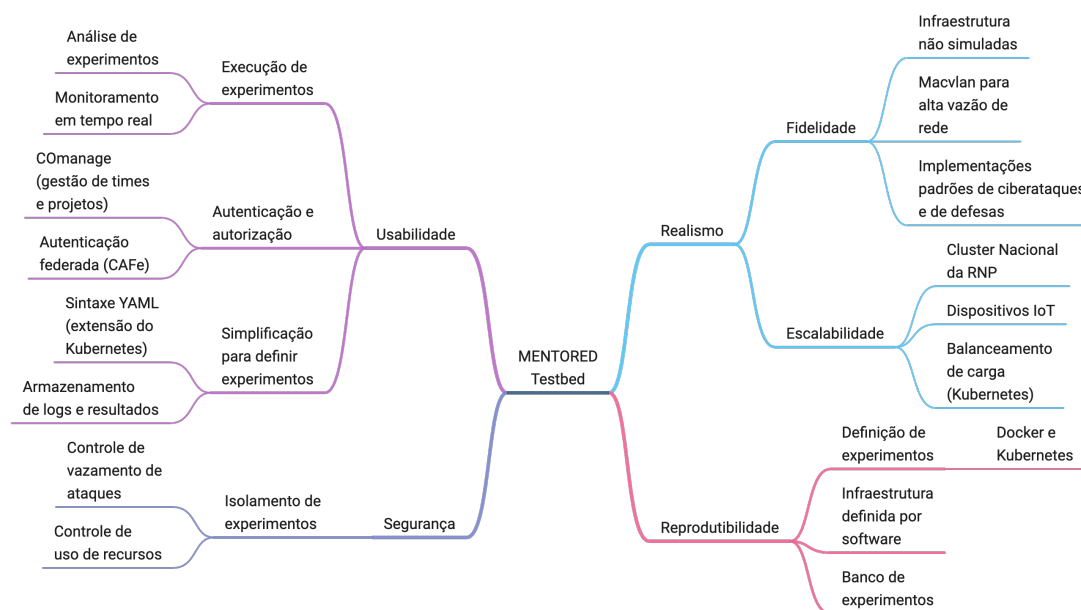 Análise de
experimentos
Monitoramento
em tempo real
Execução de
experimentos
COmanage
(gestão de times
e projetos)
Autenticação
federada (CAFe)
Autenticação e
autorização
Sintaxe YAML
(extensão do
Kubernetes)
Armazenamento
de logs e resultados
Simplificação
para definir
experimentos
Usabilidade
Controle de
vazamento de
ataques
Controle de
uso de recursos
Isolamento de
experimentos
Segurança
MENTORED
Testbed
Realismo
Fidelidade
Infraestrutura
não simuladas
Macvlan para
alta vazão de
rede
Implementações
padrões de ciberataques
e de defesas
Escalabilidade
Cluster Nacional
da RNP
Dispositivos IoT
Balanceamento
de carga
(Kubernetes)
Reprodutibilidade
Definição de
experimentos
Docker e
Kubernetes
Infraestrutura
definida por
software
Banco de
experimentos